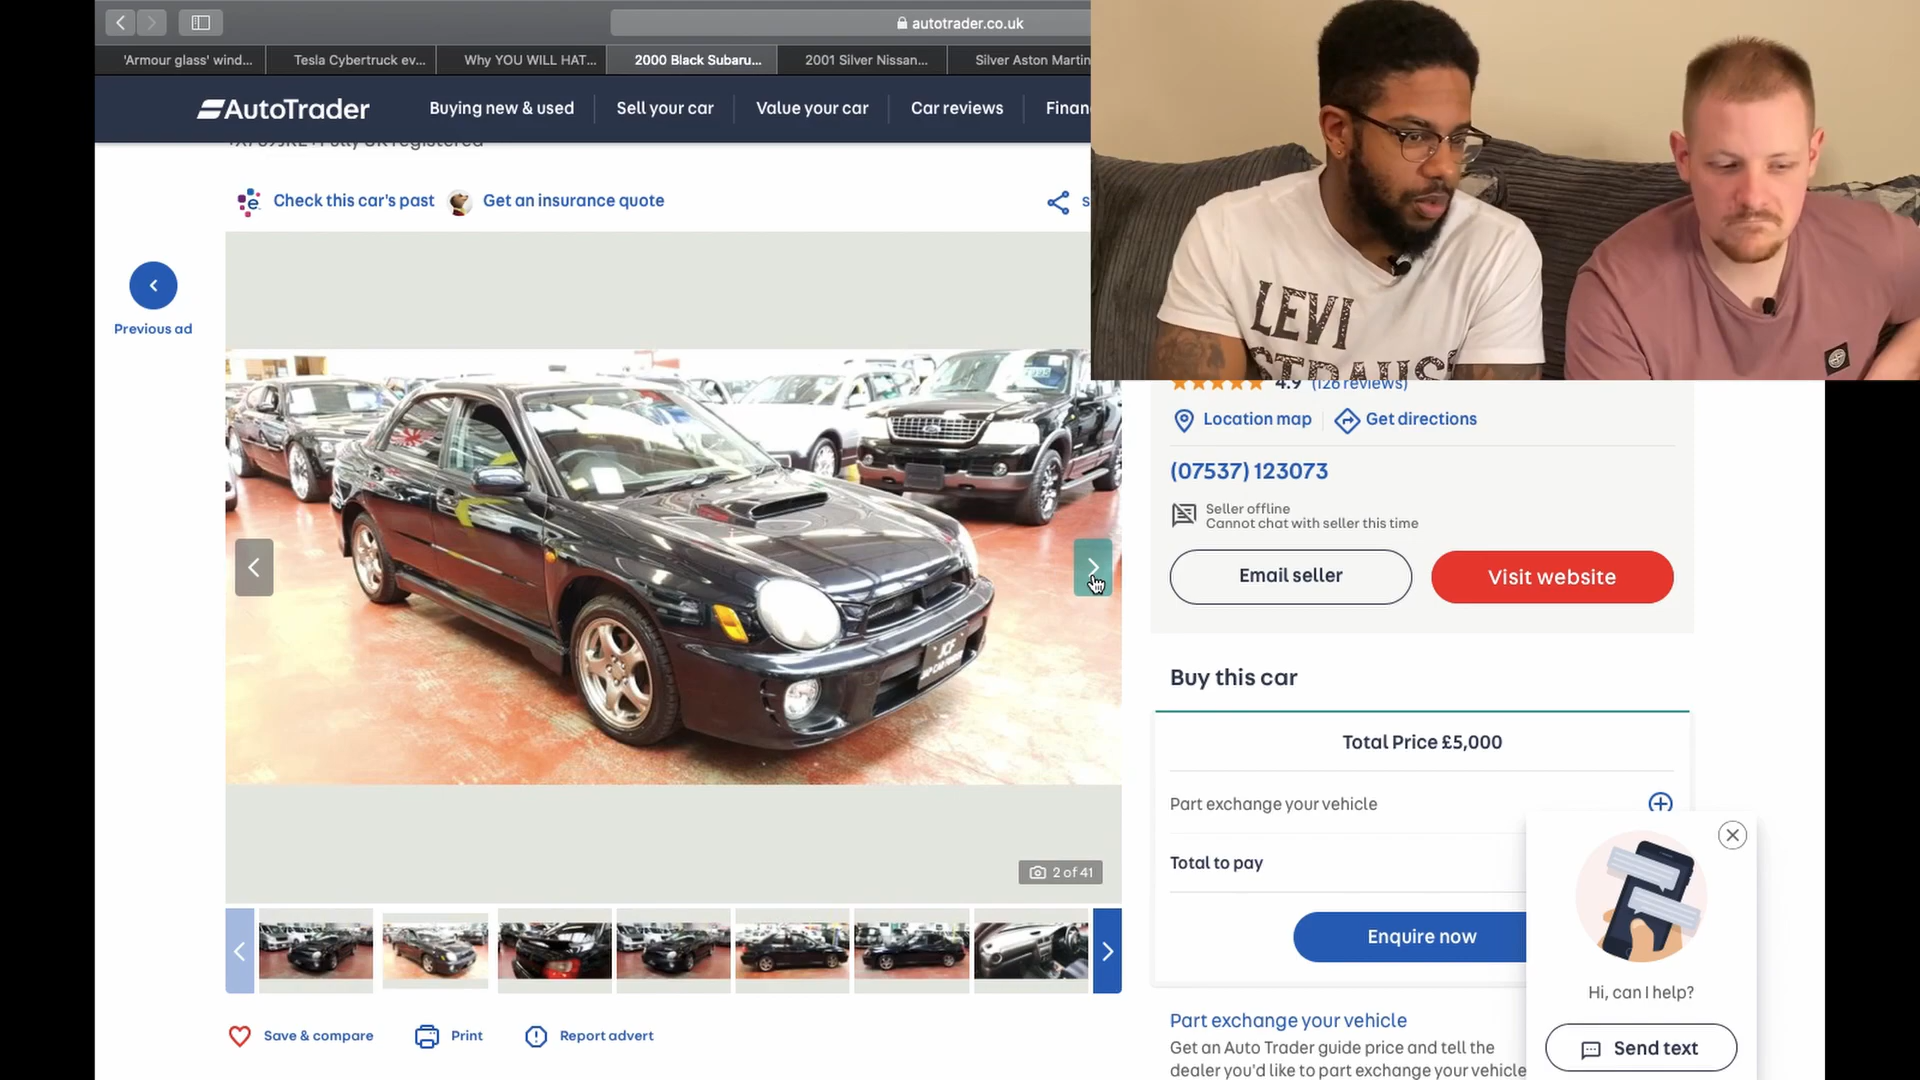 autotrader.co.uk
'Armour glass' wind...
Tesla Cybertruck ev...
Why YOU WILL HAT...
2000 Black Subaru...
2001 Silver Nissan...
Silver Aston Martin
AutoTrader
Buying new & used
Sell your car
Value your car
Car reviews
Finan
Check this car's past
Get an insurance quote
s
LEVI
STRAUSS
4.9 (126 reviews)
Location map
Get directions
(07537) 123073
Seller offline
Cannot chat with seller this time
Email seller
Visit website
Previous ad
JCF
2 of 41
Buy this car
Total Price £5,000
Part exchange your vehicle
Total to pay
Enquire now
Hi, can I help?
Send text
Save & compare
Print
Report advert
Part exchange your vehicle
Get an Auto Trader guide price and tell the
dealer you'd like to part exchange your vehicle